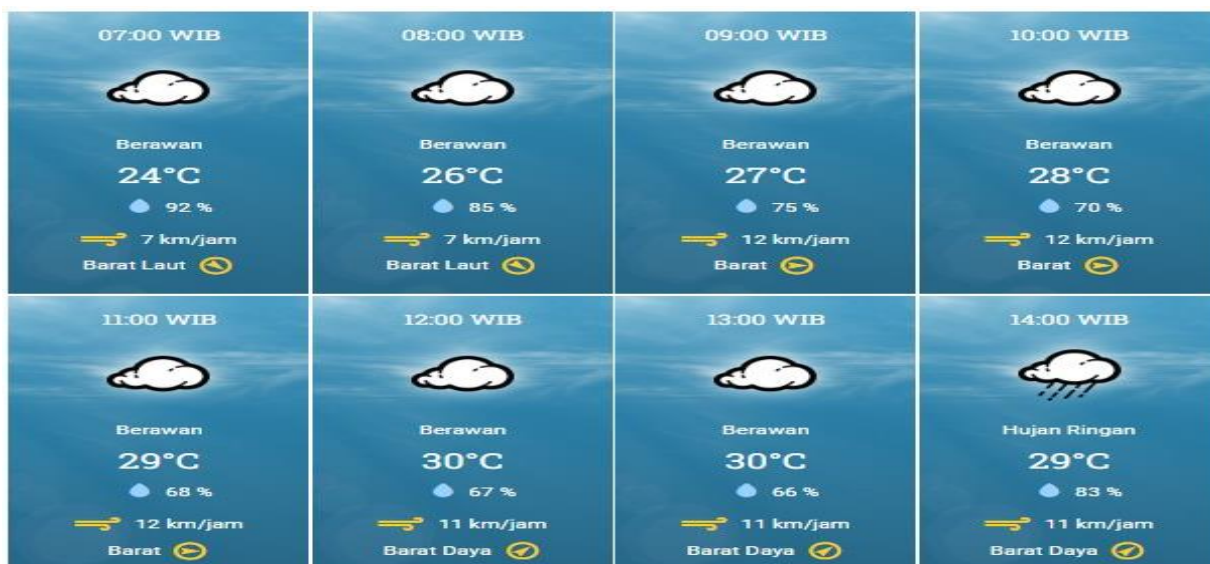 07:00 WIB
Berawan
24°C
92 %
7 km/jam
Barat Laut
08:00 WIB
Berawan
26°C
85 %
7 km/jam
Barat Laut
09:00 WIB
Berawan
27°C
75 %
12 km/jam
Barat
10:00 WIB
Berawan
28°C
70 %
12 km/jam
Barat
11:00 WIB
Berawan
29°C
68 %
12 km/jam
Barat
12:00 WIB
Berawan
30°C
67 %
11 km/jam
Barat Daya
13:00 WIB
Berawan
30°C
66 %
11 km/jam
Barat Daya
14:00 WIB
Hujan Ringan
29°C
83 %
11 km/jam
Barat Daya